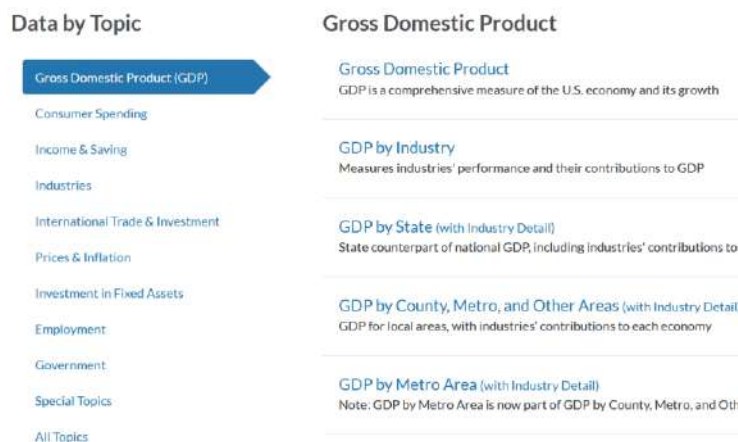 Data by Topic
Gross Domestic Product (GDP)
Consumer Spending
Income & Saving
Industries
International Trade & Investment
Prices & Inflation
Investment in Fixed Assets
Employment
Government
Special Topics
All Topics
Gross Domestic Product
Gross Domestic Product
GDP is a comprehensive measure of the U.S. economy and its growth
GDP by Industry
Measures industries' performance and their contributions to GDP
GDP by State (with Industry Detail)
State counterpart of national GDP, including industries' contributions to
GDP by County, Metro, and Other Areas (with Industry Detail
GDP for local areas, with industries' contributions to each economy
GDP by Metro Area (with Industry Detail)
Note: GDP by Metro Area is now part of GDP by County, Metro, and Oth